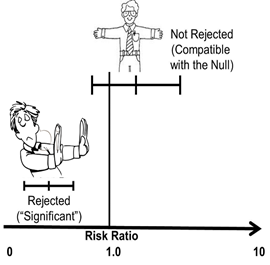 Not Rejected
(Compatible
with the Null)
Rejected
(“Significant”)
Risk Ratio
0 1.0 10